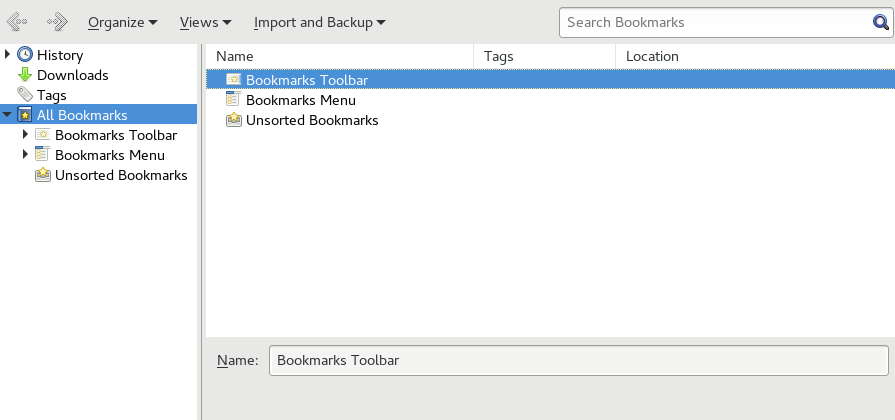 Organize Views Import and Backup Search Bookmarks
History
Downloads
Tags
All Bookmarks
Bookmarks Toolbar
Bookmarks Menu
Unsorted Bookmarks
Name Tags Location
Bookmarks Toolbar
Bookmarks Menu
Unsorted Bookmarks
Name: Bookmarks Toolbar